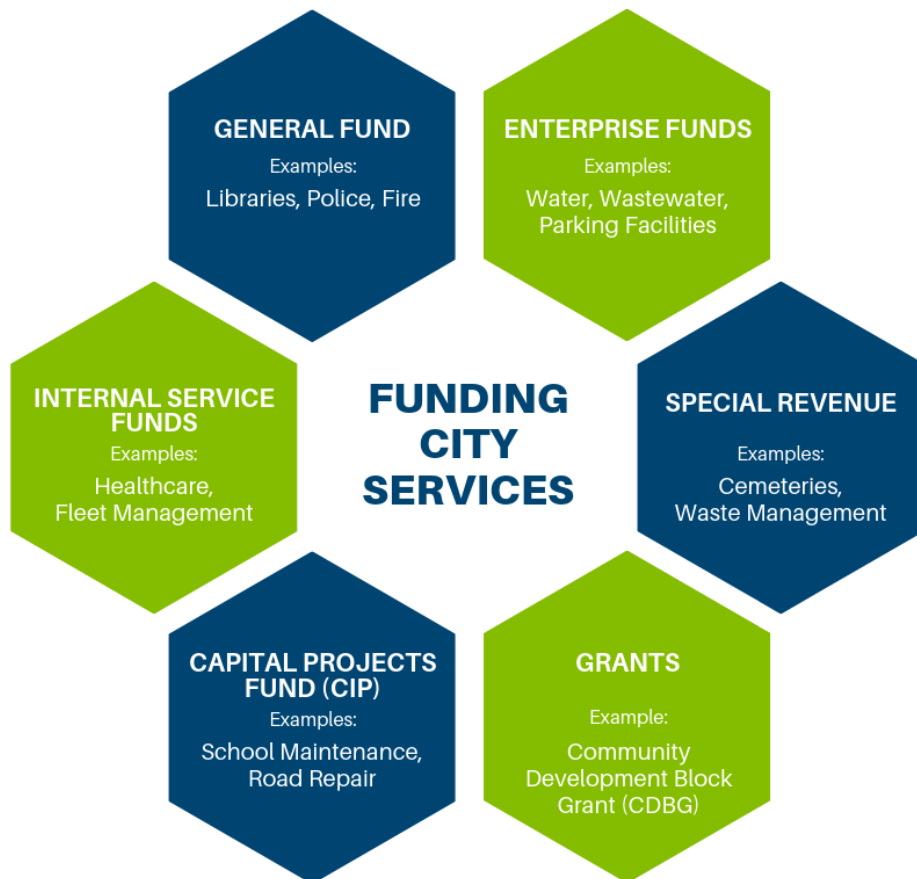 GENERAL FUND
Examples:
Libraries, Police, Fire
ENTERPRISE FUNDS
Examples:
Water, Wastewater,
Parking Facilities
INTERNAL SERVICE
FUNDS
Examples:
Healthcare,
Fleet Management
FUNDING
CITY
SERVICES
SPECIAL REVENUE
Examples:
Cemeteries,
Waste Management
CAPITAL PROJECTS
FUND (CIP)
Examples:
School Maintenance,
Road Repair
GRANTS
Example:
Community
Development Block
Grant (CDBG)